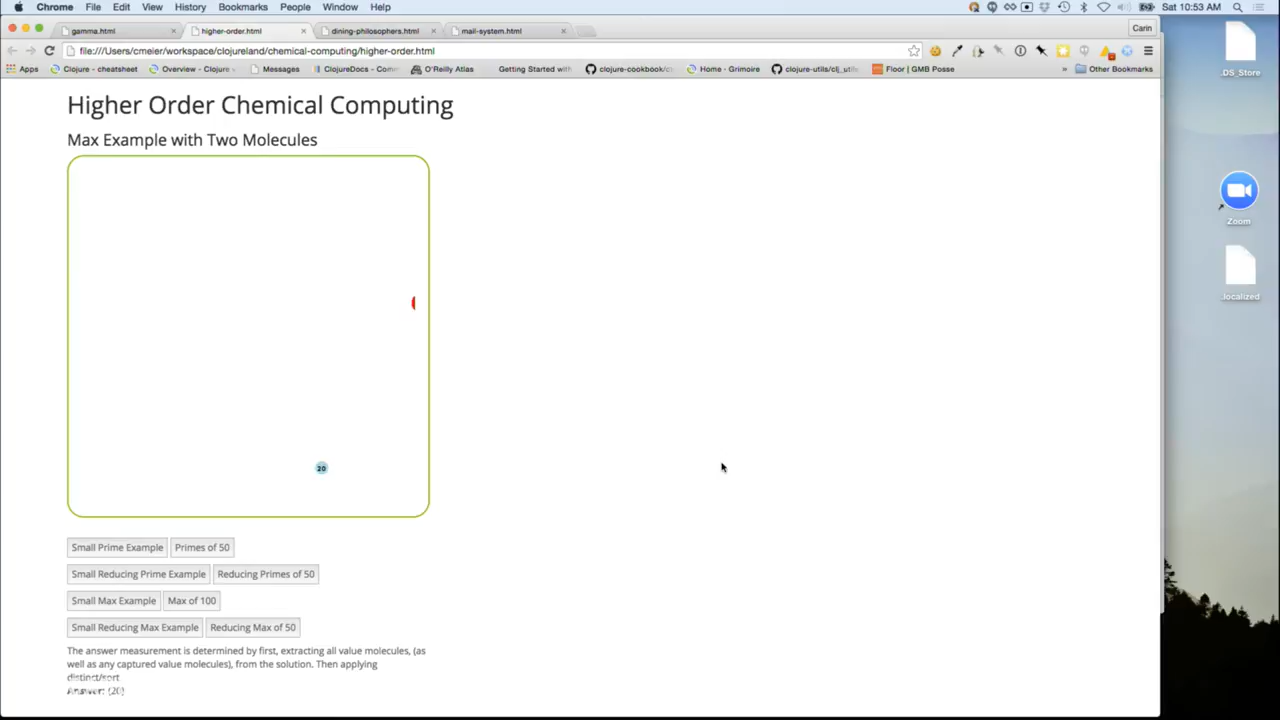 Chrome File Edit View History Bookmarks People Window Help Sat 10:53 AM
gamma.html higher-order.html dining-philosophers.html mail-system.html Carin
file:///Users/cmeier/workspace/clojureland/chemical-computing/higher-order.html
Apps Clojure - cheatsheet Overview - Clojure Messages ClojureDocs - Com O'Reilly Atlas Getting Started with clojure-cookbook/c Home - Grimoire clojure-utils/clj_utils Floor | GMB Posse » Other Bookmarks
.DS_Store
Higher Order Chemical Computing
Max Example with Two Molecules
Zoom
.localized
20
Small Prime Example Primes of 50
Small Reducing Prime Example Reducing Primes of 50
Small Max Example Max of 100
Small Reducing Max Example Reducing Max of 50
The answer measurement is determined by first, extracting all value molecules, (as
well as any captured value molecules), from the solution. Then applying
distinct/sort
Answer: (20)